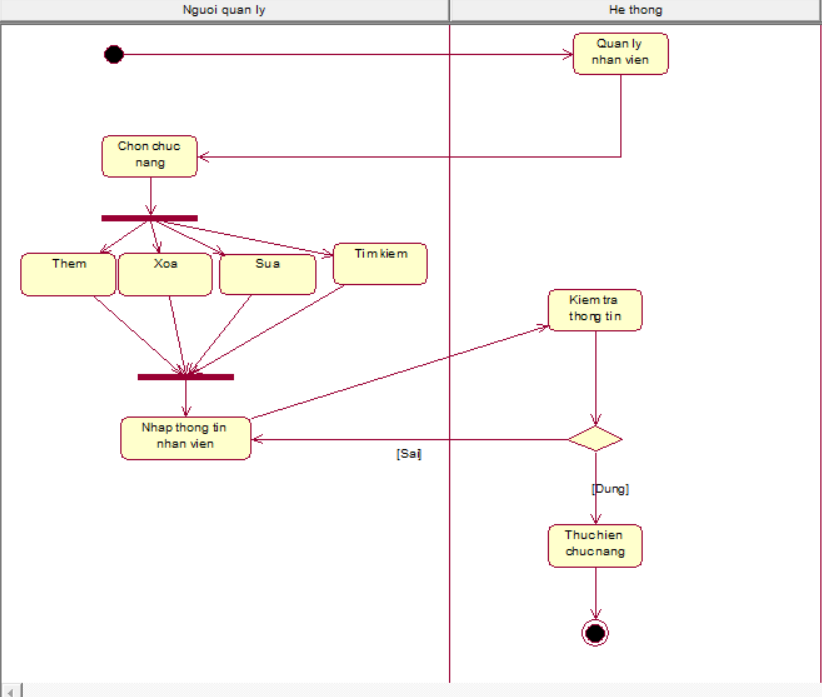 Nguoi quan ly
He thong
Quan ly
nhan vien
Chon chuc
nang
Them
Xoa
Sua
Tim kiem
Kiem tra
thong tin
Nhap thong tin
nhan vien
[Sai]
[Dung]
Thuc hien
chuc nang